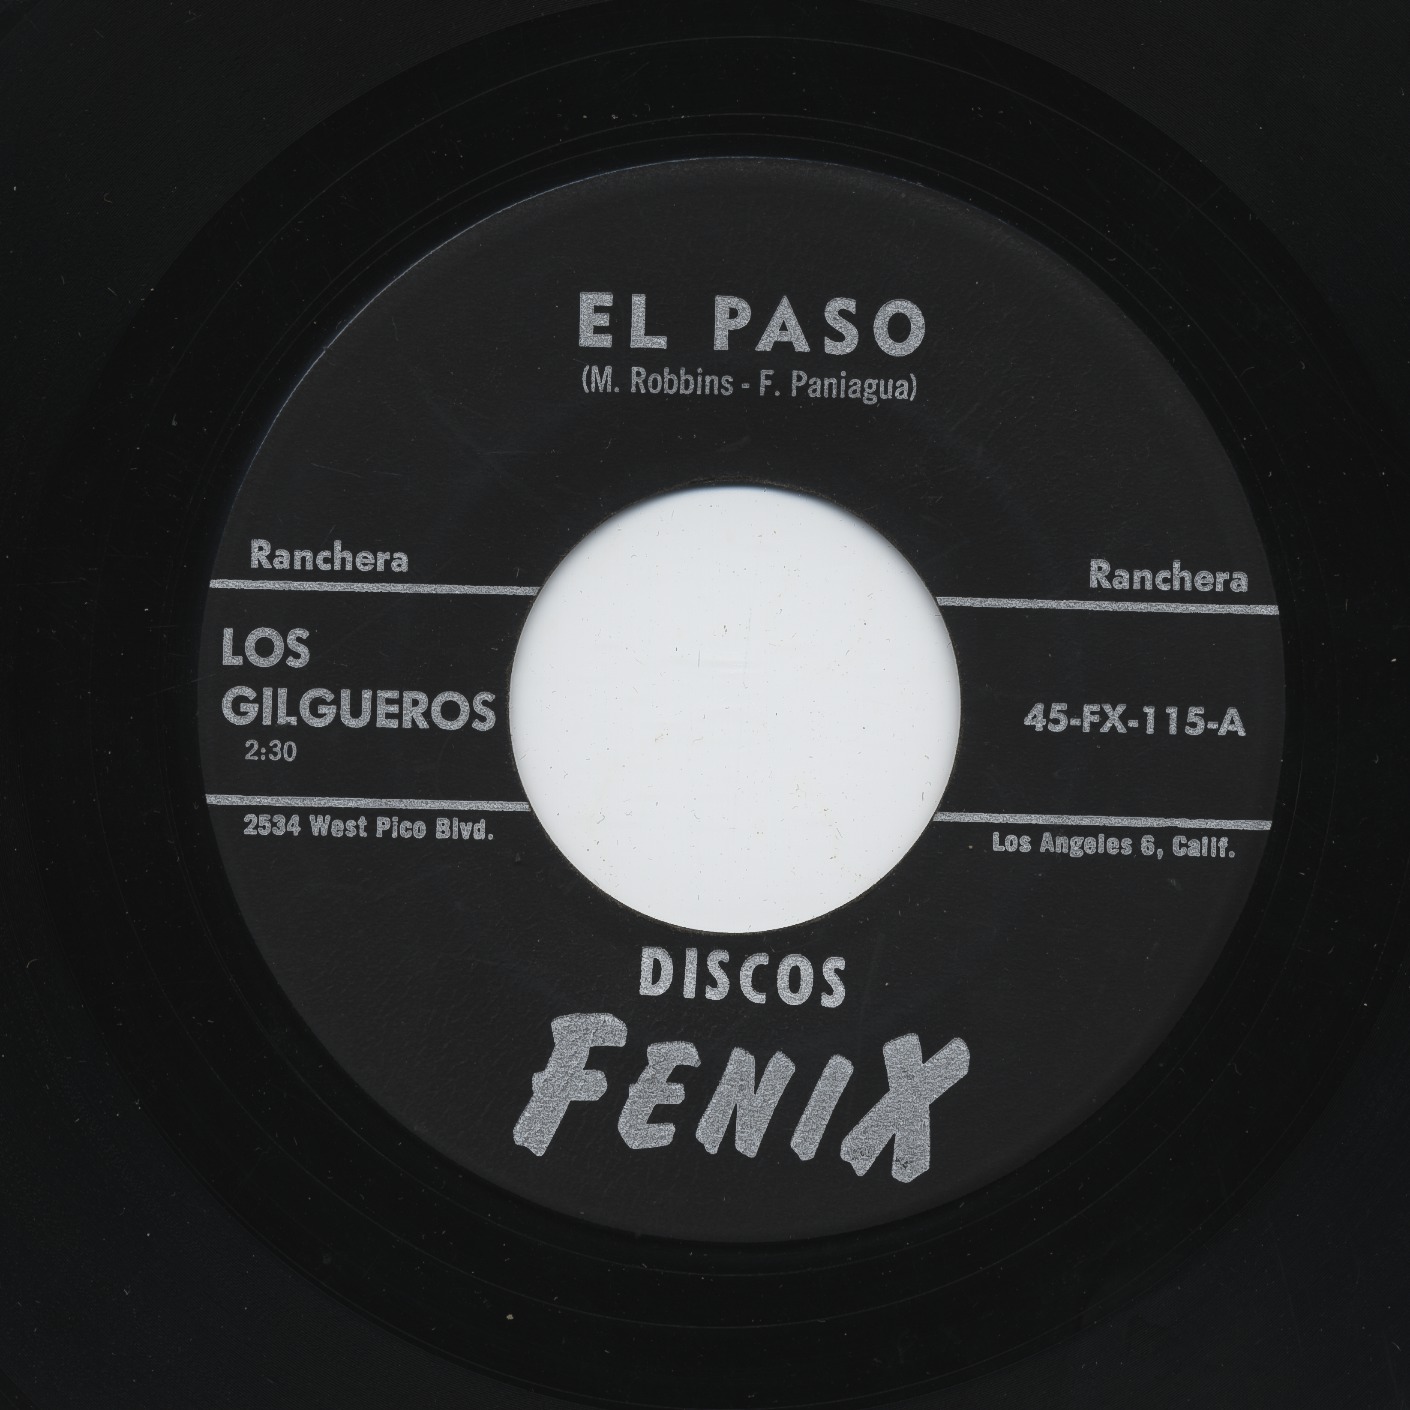 EL PASO
(M. Robbins - F. Paniagua)
Ranchera
Ranchera
LOS
GILGUEROS
2:30
45-FX-115-A
2534 West Pico Blvd.
Los Angeles 6, Calif.
DISCOS
FENIX